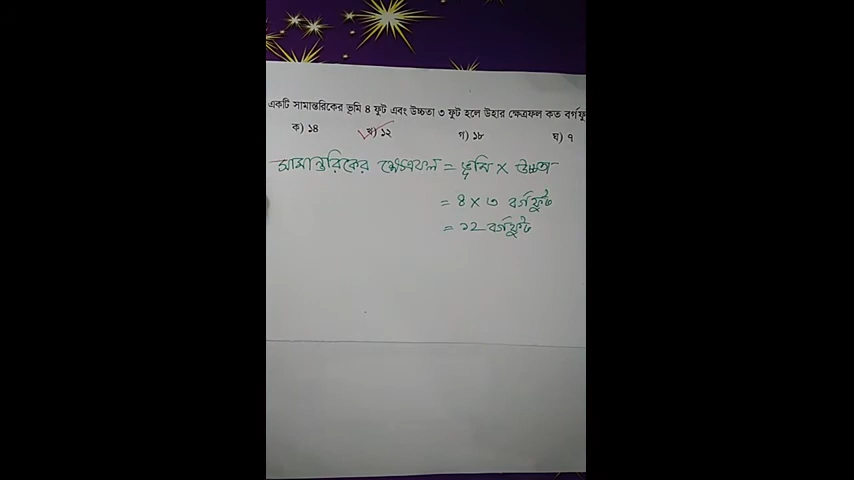 একটি সামান্তরিকের ভূমি ৪ ফুট এবং উচ্চতা ৩ ফুট হলে উহার ক্ষেত্রফল কত বর্গফু
ক) ১৪ খ) ১২ গ) ১৮ ঘ) ৭
সামান্তরিকের ক্ষেত্রফল = ভূমি × উচ্চতা
= ৪ × ৩ বর্গফুট
= ১২ বর্গফুট